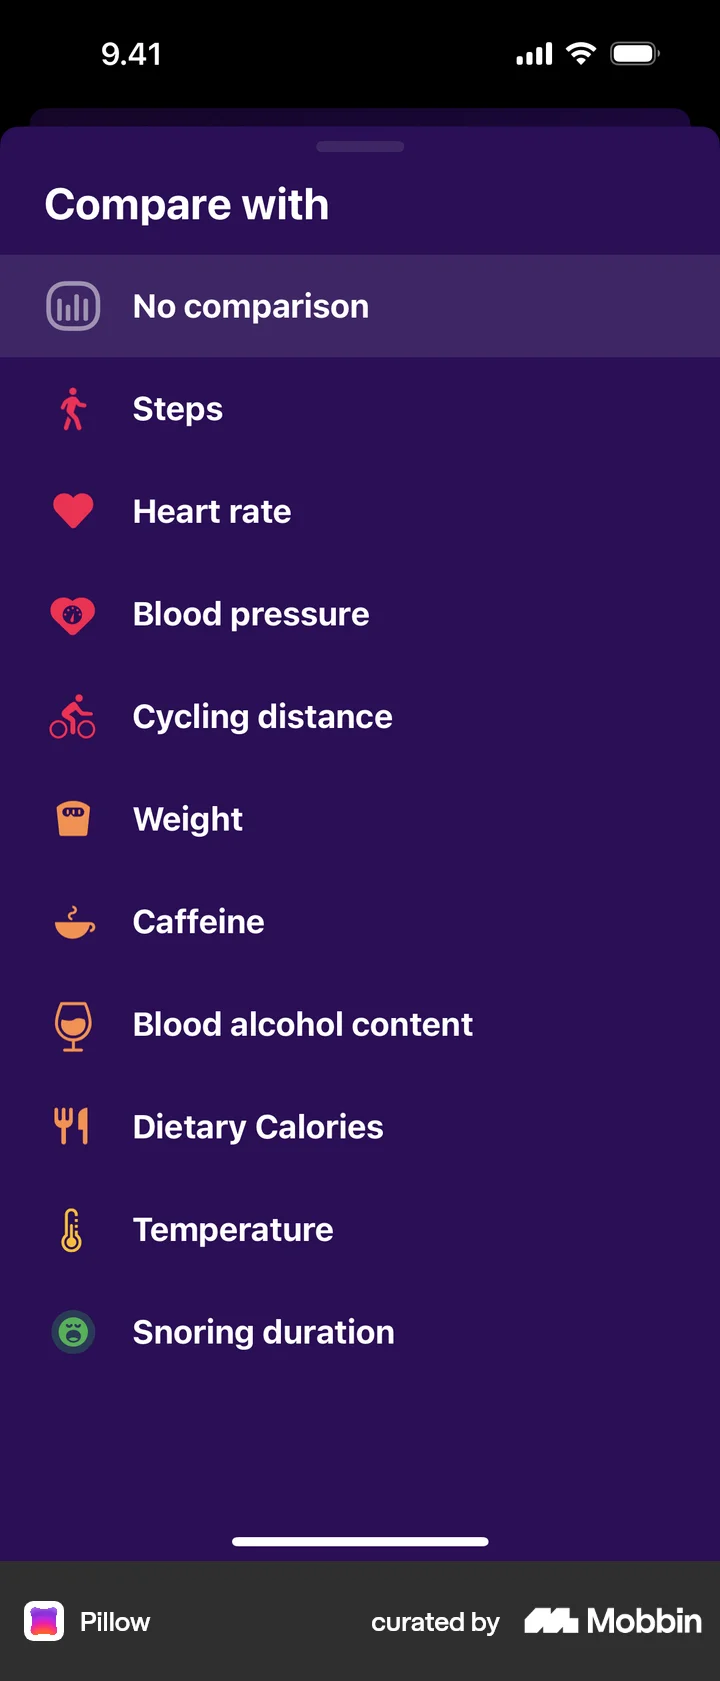 9.41
Compare with
No comparison
Steps
Heart rate
Blood pressure
Cycling distance
Weight
Caffeine
Blood alcohol content
Dietary Calories
Temperature
Snoring duration
Pillow
curated by Mobbin